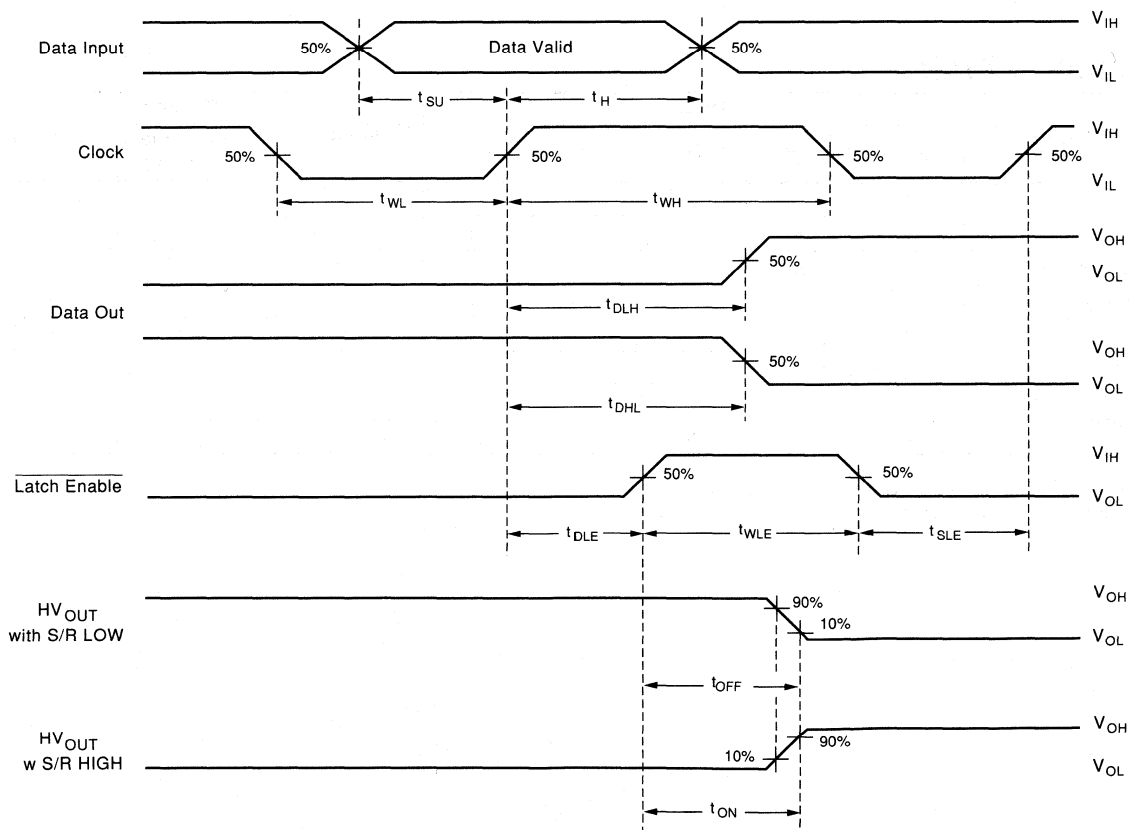 V_IH
Data Input 50% Data Valid 50%
V_IL
t_SU t_H
V_IH
Clock 50% 50% 50% 50%
V_IL
t_WL t_WH
V_OH
50% V_OL
t_DLH
Data Out
V_OH
50%
V_OL
t_DHL
V_IH
Latch Enable 50% 50%
V_OL
t_DLE t_WLE t_SLE
V_OH
HV_OUT 90%
with S/R LOW 10% V_OL
t_OFF
V_OH
HV_OUT 90%
w S/R HIGH 10% V_OL
t_ON